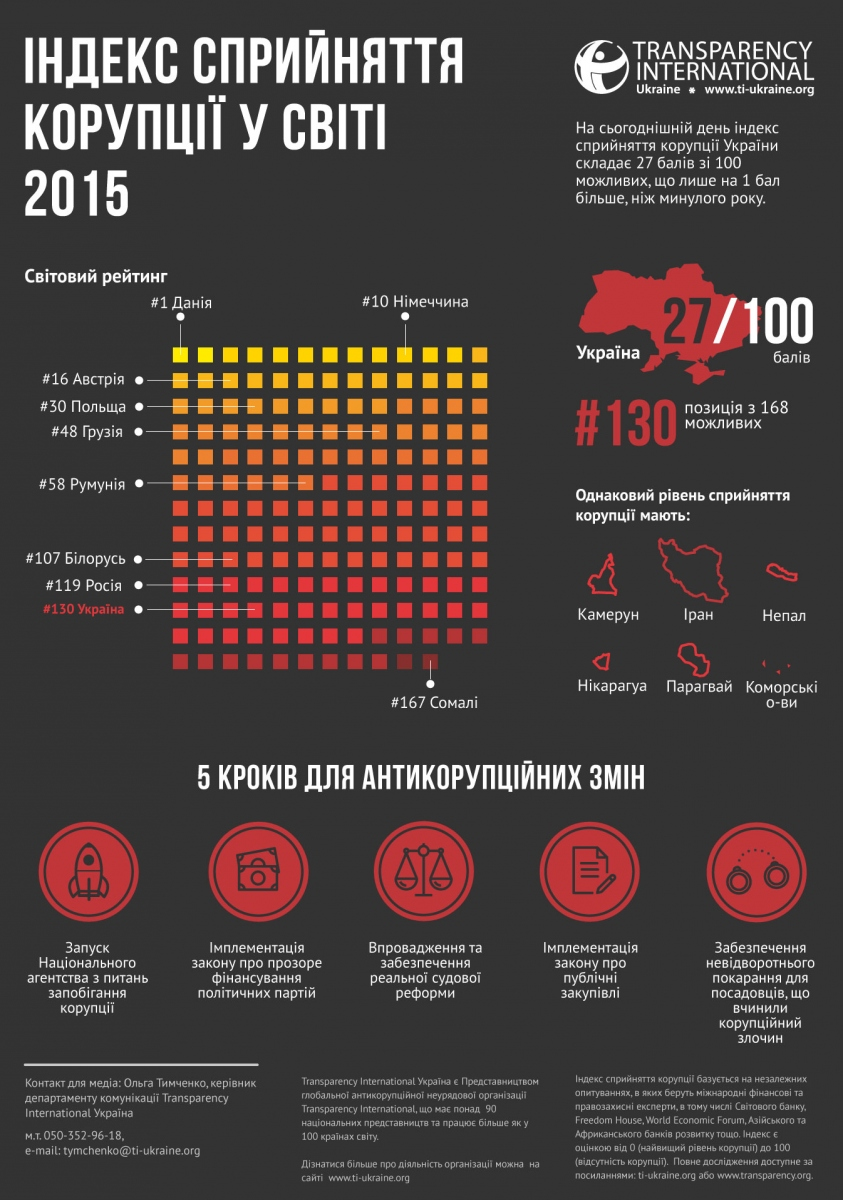 ІНДЕКС СПРИЙНЯТТЯ
КОРУПЦІЇ У СВІТІ
2015
TRANSPARENCY
INTERNATIONAL
Ukraine * www.ti-ukraine.org
На сьогоднішній день індекс
сприйняття корупції України
складає 27 балів зі 100
можливих, що лише на 1 бал
більше, ніж минулого року.
Світовий рейтинг
#1 Данія
#10 Німеччина
#16 Австрія
#30 Польща
#48 Грузія
#58 Румунія
#107 Білорусь
#119 Росія
#130 Україна
#167 Сомалі
27/100
Україна
балів
#130 позиція з 168
можливих
Однаковий рівень сприйняття
корупції мають:
Камерун
Іран
Непал
Нікарагуа
Парагвай
Коморські
о-ви
5 КРОКІВ ДЛЯ АНТИКОРУПЦІЙНИХ ЗМІН
Запуск
Національного
агентства з питань
запобігання
корупції
Імплементація
закону про прозоре
фінансування
політичних партій
Впровадження та
забезпечення
реальної судової
реформи
Імплементація
закону про
публічні
закупівлі
Забезпечення
невідворотнього
покарання для
посадовців, що
вчинили
корупційний
злочин
Контакт для медіа: Ольга Тимченко, керівник
департаменту комунікації Transparency
International Україна
м.т. 050-352-96-18,
e-mail: tymchenko@ti-ukraine.org
Transparency International Україна є Представництвом
глобальної антикорупційної неурядової організації
Transparency International, що має понад 90
національних представництв та працює більше як у
100 країнах світу.
Дізнатися більше про діяльність організації можна на
сайті www.ti-ukraine.org
Індекс сприйняття корупції базується на незалежних
опитуваннях, в яких беруть міжнародні фінансові та
правозахисні експерти, в тому числі Світового банку,
Freedom House, World Economic Forum, Азійського та
Африканського банків розвитку тощо. Індекс є
оцінкою від 0 (найвищий рівень корупції) до 100
(відсутність корупції). Повне дослідження доступне за
посиланнями: ti-ukraine.org або www.transparency.org.